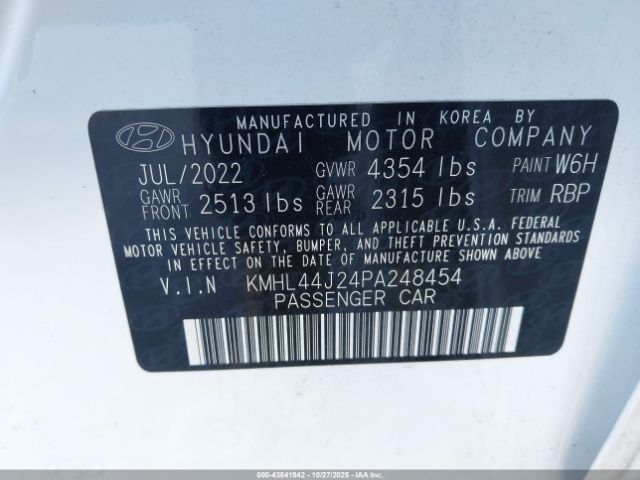 MANUFACTURED IN KOREA BY
HYUNDAI MOTOR COMPANY
JUL/2022 GVWR 4354 lbs PAINT W6H
GAWR FRONT 2513 lbs GAWR REAR 2315 lbs TRIM RBP
THIS VEHICLE CONFORMS TO ALL APPLICABLE U.S.A. FEDERAL
MOTOR VEHICLE SAFETY, BUMPER, AND THEFT PREVENTION STANDARDS
IN EFFECT ON THE DATE OF MANUFACTURE SHOWN ABOVE
V.I.N KMHL44J24PA248454
PASSENGER CAR
000-43541942 - 10/27/2025 - IAAI.COM